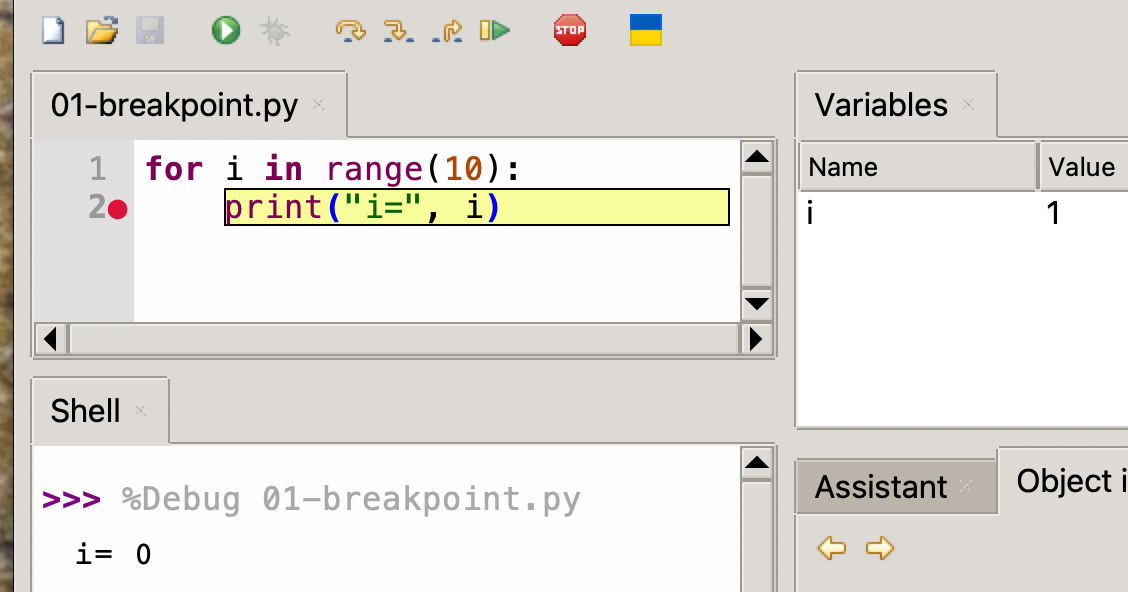 STOP
01-breakpoint.py
1 for i in range(10):
2 print("i=", i)
Variables
Name Value
i 1
Shell
>>> %Debug 01-breakpoint.py
i= 0
Assistant
Object i